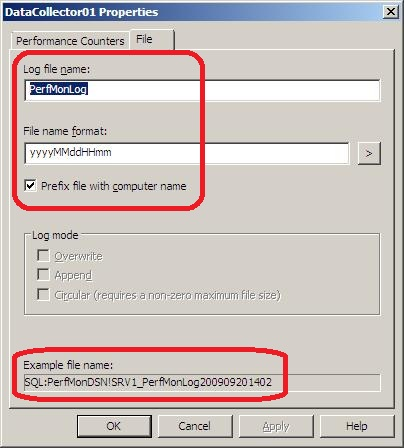 DataCollector01 Properties
Performance Counters File
Log file name:
PerfMonLog
File name format:
yyyyMMddHHmm
>
Prefix file with computer name
Log mode
Overwrite
Append
Circular (requires a non-zero maximum file size)
Example file name:
SQL:PerfMonDSN!SRV1_PerfMonLog200909201402
OK Cancel Apply Help